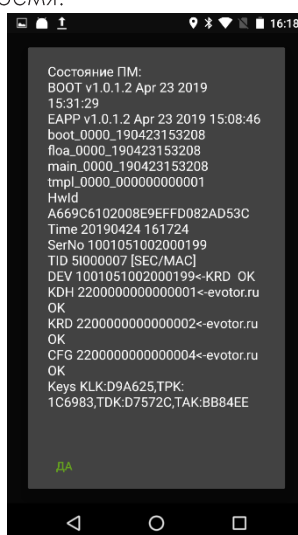 время.
16:18
Состояние ПМ:
BOOT v1.0.1.2 Apr 23 2019
15:31:29
EAPP v1.0.1.2 Apr 23 2019 15:08:46
boot_0000_190423153208
floa_0000_190423153208
main_0000_190423153208
tmpl_0000_000000000001
HwId
A669C6102008E9EFFD082AD53C
Time 20190424 161724
SerNo 1001051002000199
TID 5I000007 [SEC/MAC]
DEV 1001051002000199<-KRD OK
KDH 2200000000000001<-evotor.ru
OK
KRD 2200000000000002<-evotor.ru
OK
CFG 2200000000000004<-evotor.ru
OK
Keys KLK:D9A625,TPK:
1C6983,TDK:D7572C,TAK:BB84EE
ДА